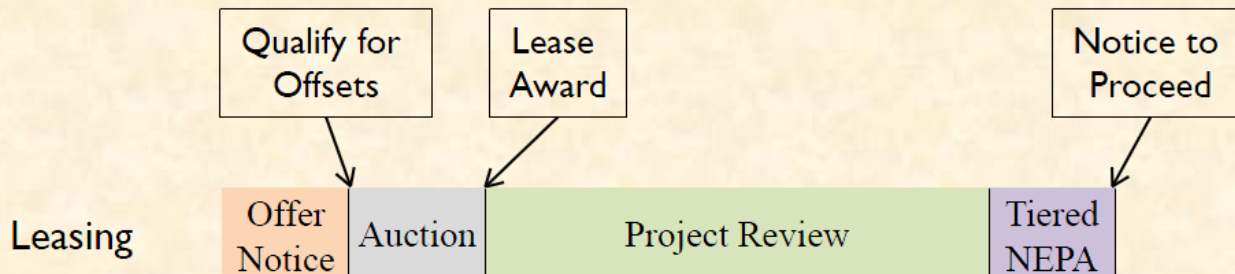 Qualify for
Offsets
Lease
Award
Notice to
Proceed
Leasing
Offer
Notice
Auction
Project Review
Tiered
NEPA